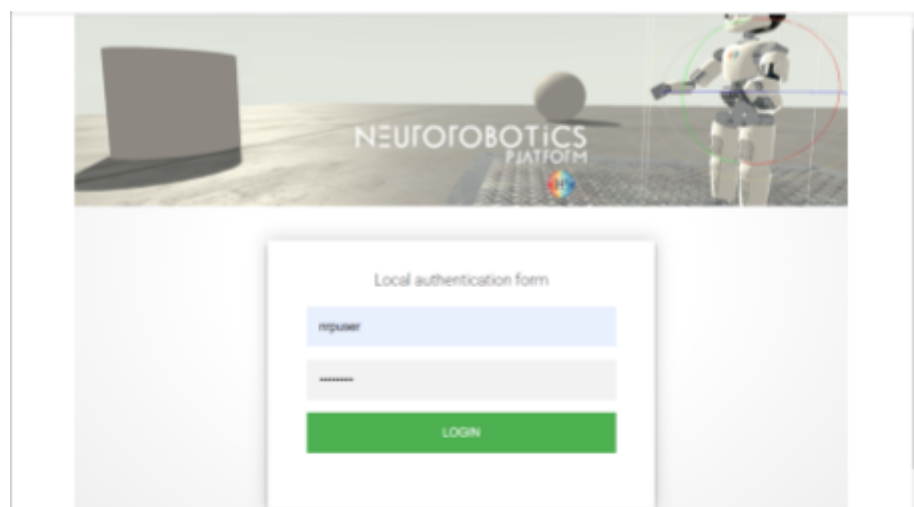 NEUROROBOTICS
PLATFORM
H
Local authentication form
nrpuser
••••••••
LOGIN